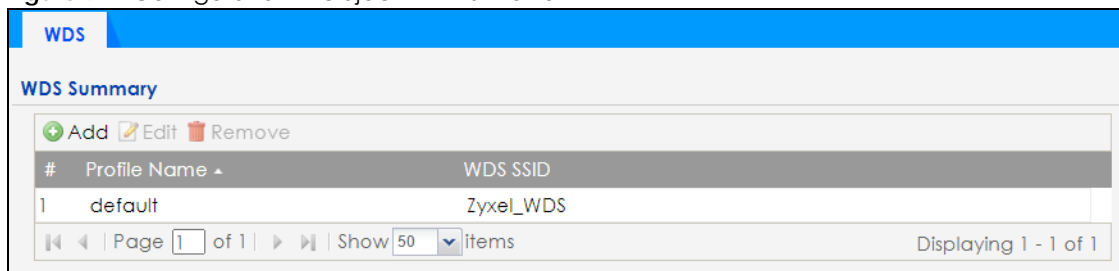 WDS
WDS Summary
Add Edit Remove
# Profile Name WDS SSID
1 default Zyxel_WDS
Page 1 of 1 Show 50 items Displaying 1 - 1 of 1